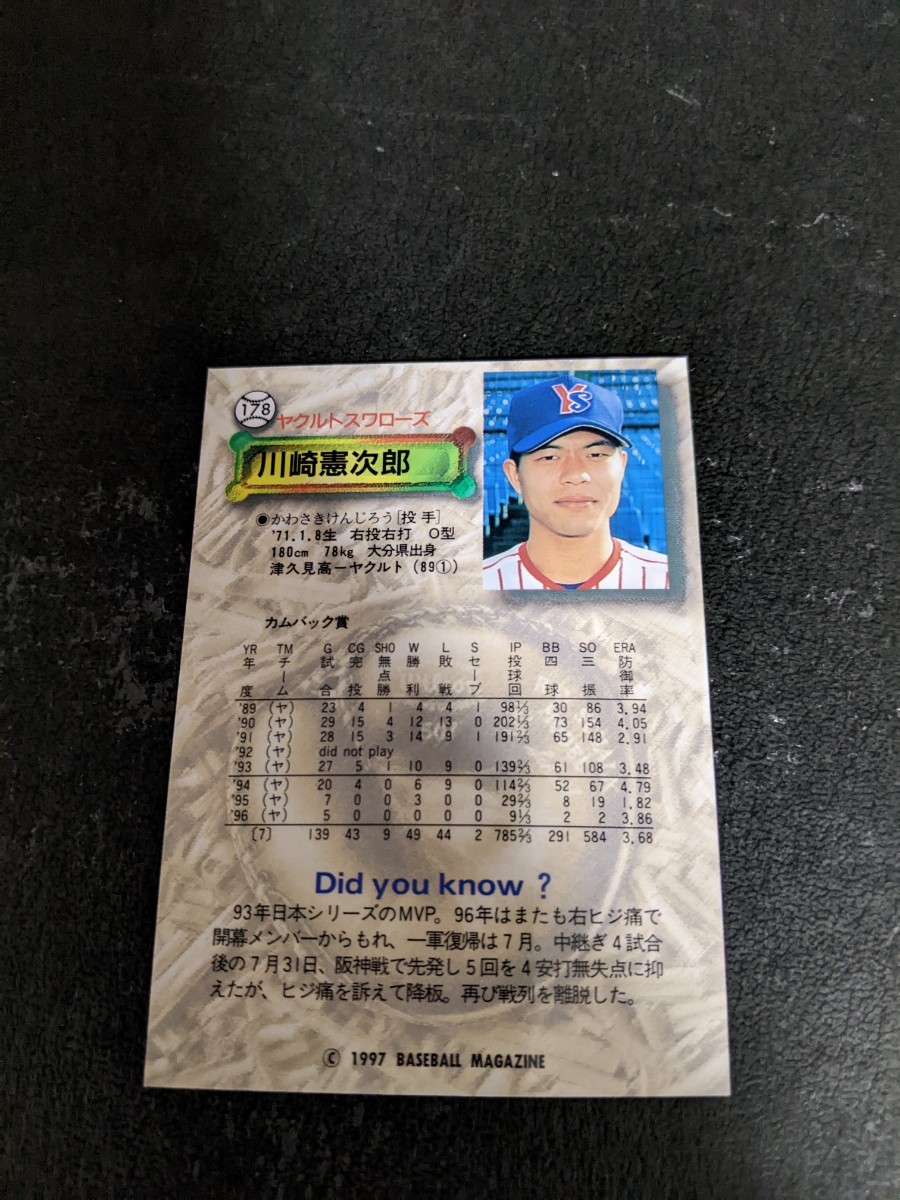 178
ヤクルトスワローズ
川崎憲次郎
Ys
◉かわさきけんじろう[投手]
'71.1.8生 右投右打 O型
180cm 78kg 大分県出身
津久見高ーヤクルト (89①)
カムバック賞
YR TM G CG SHO W L S IP BB SO ERA
年度 チーム 試合 完投 無点勝 勝利 敗戦 セーブ 投球回 四球 三振 防御率
'89 (ヤ) 23 4 1 4 4 1 98⅓ 30 86 3.94
'90 (ヤ) 29 15 4 12 13 0 202⅓ 73 154 4.05
'91 (ヤ) 28 15 3 14 9 1 191⅔ 65 148 2.91
'92 (ヤ) did not play
'93 (ヤ) 27 5 1 10 9 0 139⅔ 61 108 3.48
'94 (ヤ) 20 4 0 6 9 0 114⅔ 52 67 4.79
'95 (ヤ) 7 0 0 3 0 0 29⅔ 8 19 1.82
'96 (ヤ) 5 0 0 0 0 0 9⅓ 2 2 3.86
〔7〕 139 43 9 49 44 2 785⅔ 291 584 3.68
Did you know ?
93年日本シリーズのMVP。96年はまたも右ヒジ痛で
開幕メンバーからもれ、一軍復帰は7月。中継ぎ4試合
後の7月31日、阪神戦で先発し5回を4安打無失点に抑
えたが、ヒジ痛を訴えて降板。再び戦列を離脱した。
© 1997 BASEBALL MAGAZINE